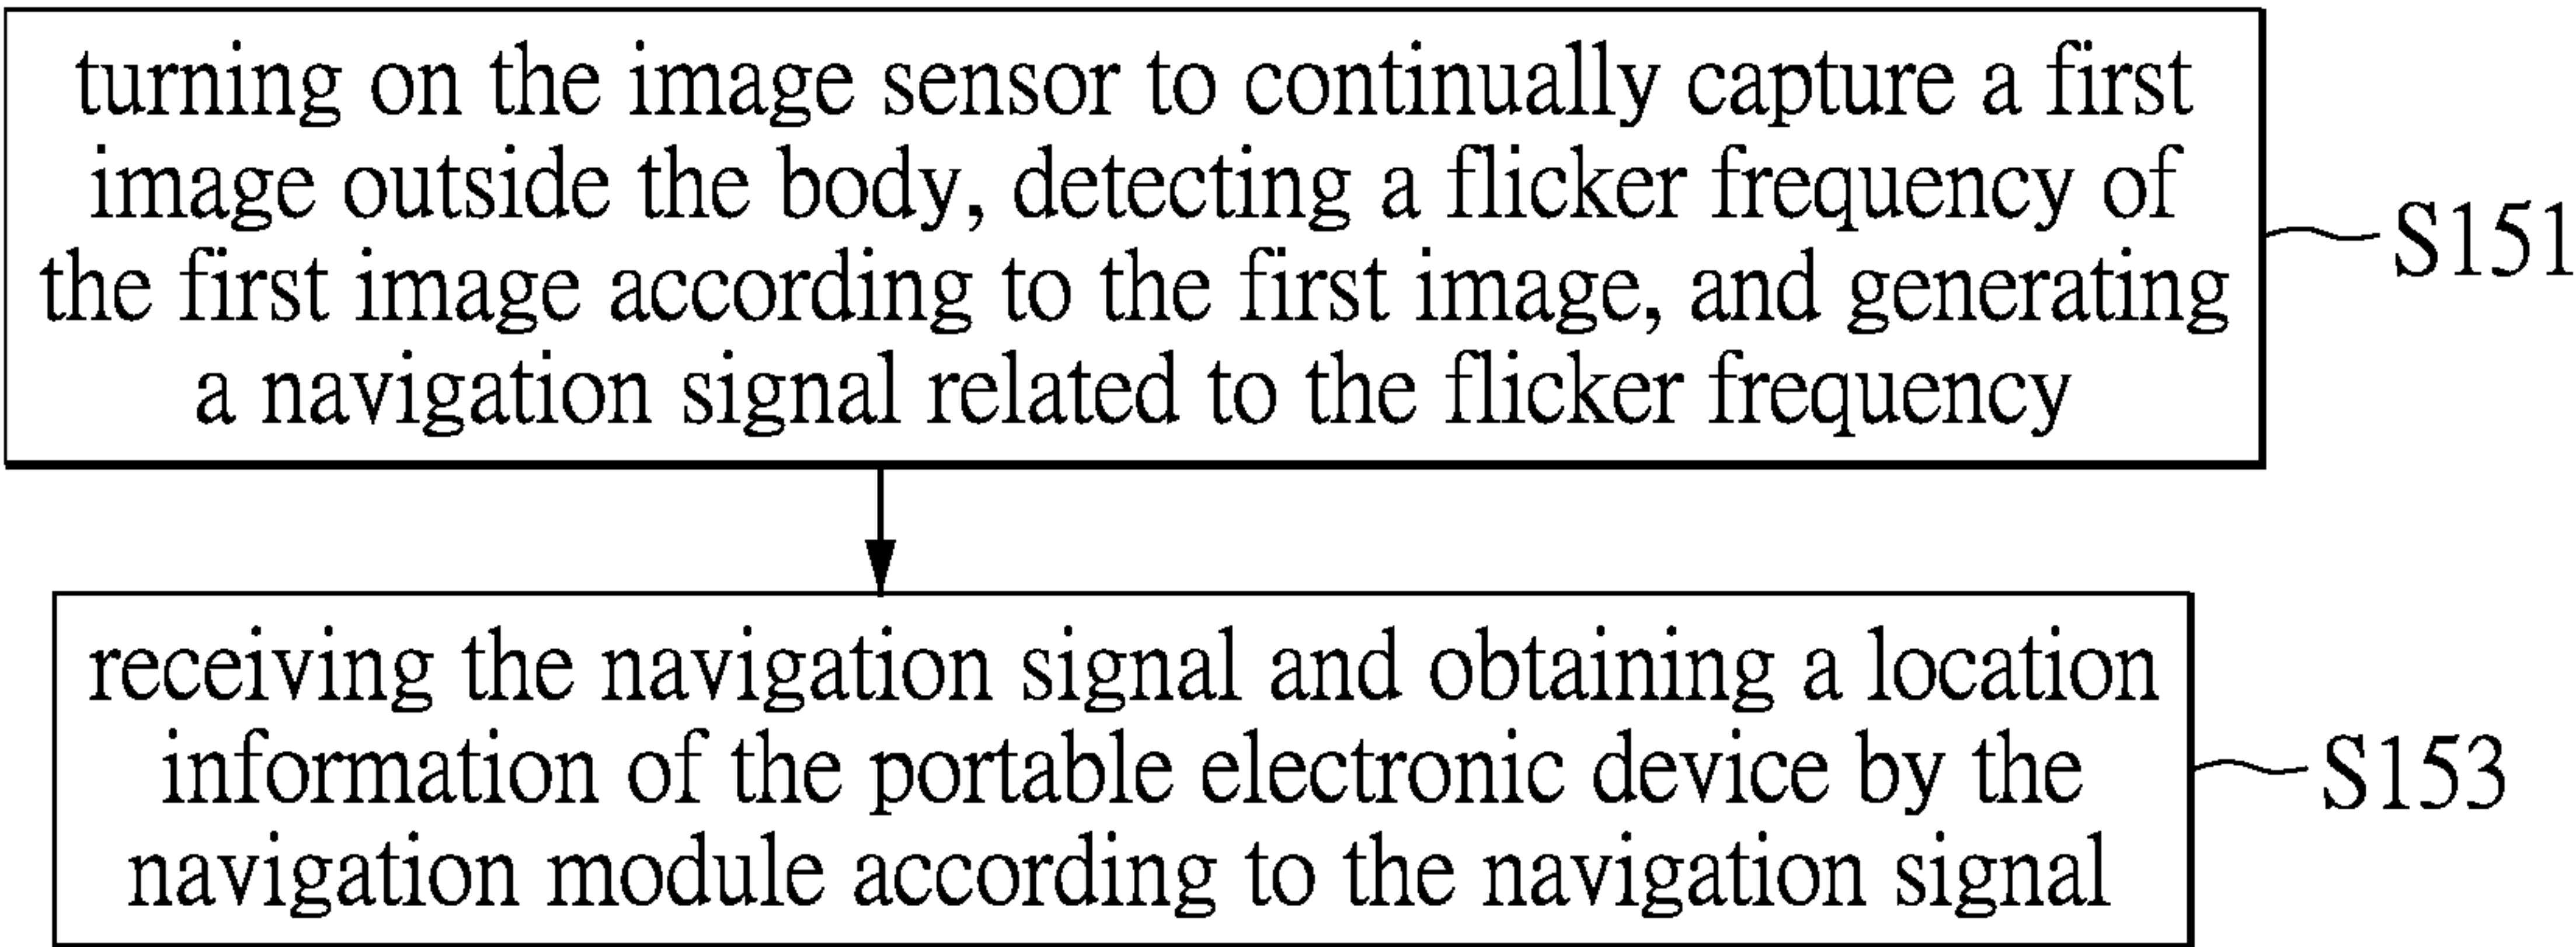 turning on the image sensor to continually capture a first
image outside the body, detecting a flicker frequency of
the first image according to the first image, and generating
a navigation signal related to the flicker frequency
S151
receiving the navigation signal and obtaining a location
information of the portable electronic device by the
navigation module according to the navigation signal
S153